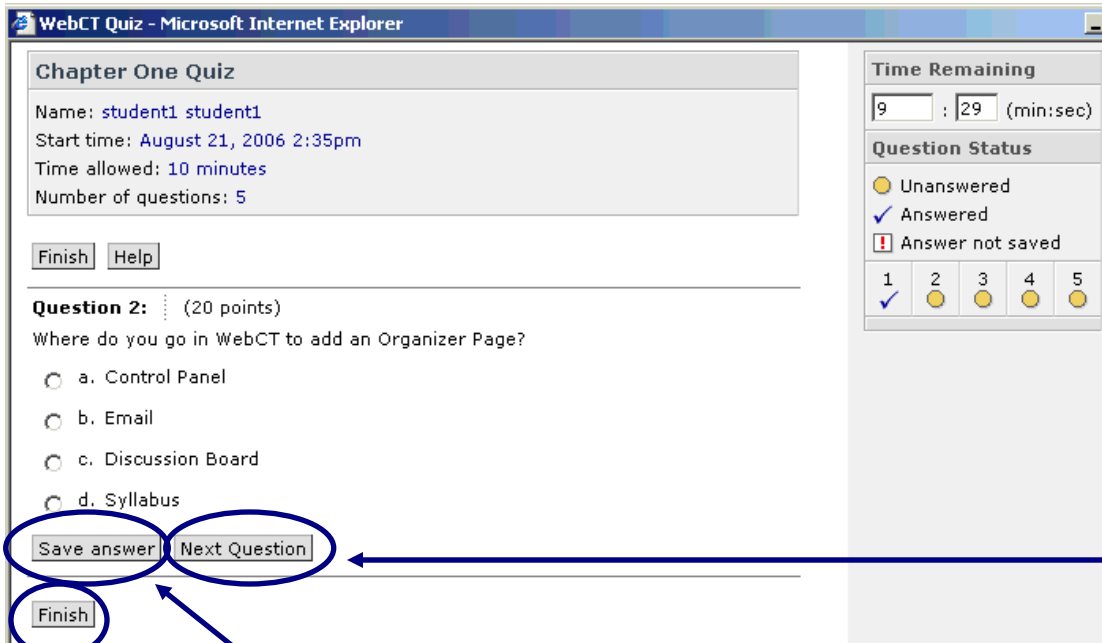 WebCT Quiz - Microsoft Internet Explorer
Chapter One Quiz
Name: student1 student1
Start time: August 21, 2006 2:35pm
Time allowed: 10 minutes
Number of questions: 5
Finish Help
Question 2: (20 points)
Where do you go in WebCT to add an Organizer Page?
a. Control Panel
b. Email
c. Discussion Board
d. Syllabus
Save answer Next Question
Finish
Time Remaining
9 : 29 (min:sec)
Question Status
Unanswered
Answered
! Answer not saved
1 2 3 4 5